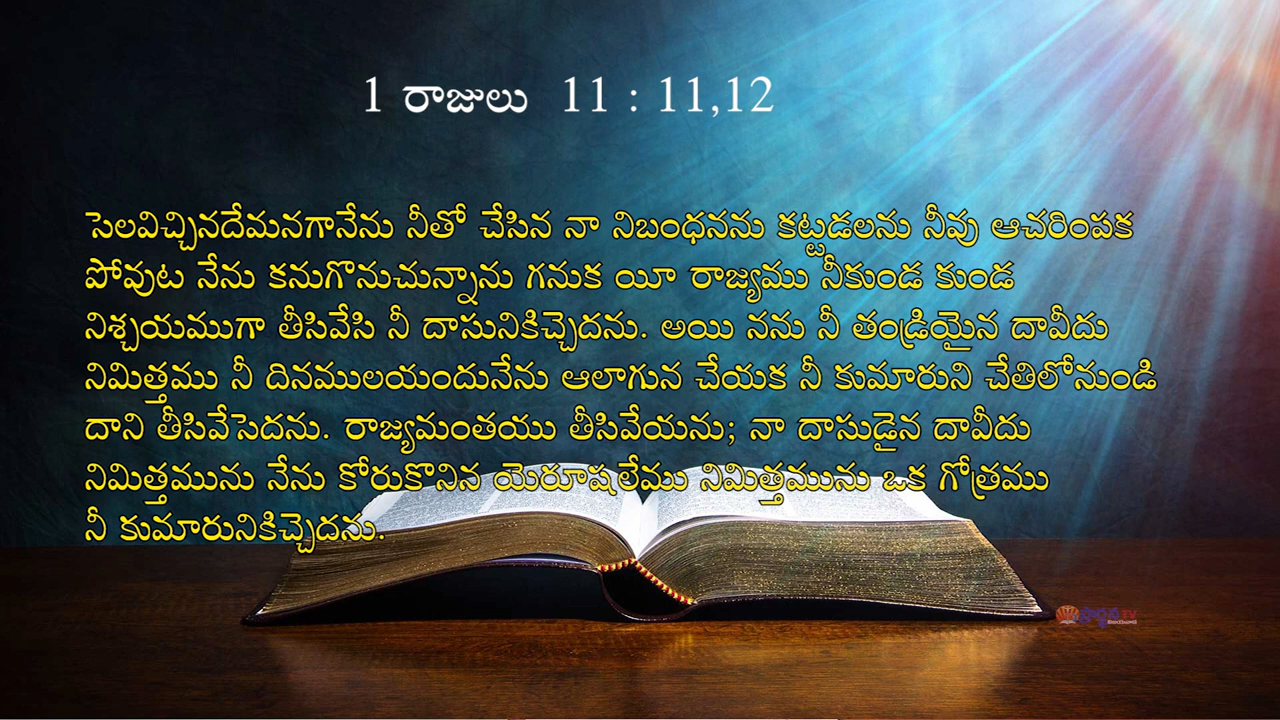 1 రాజులు 11 : 11,12
సెలవిచ్చినదేమనగానేను నీతో చేసిన నా నిబంధనను కట్టడలను నీవు ఆచరింపక
పోవుట నేను కనుగొనుచున్నాను గనుక యీ రాజ్యము నీకుండ కుండ
నిశ్చయముగా తీసివేసి నీ దాసునికిచ్చెదను. అయి నను నీ తండ్రియైన దావీదు
నిమిత్తము నీ దినములయందునేను ఆలాగున చేయక నీ కుమారుని చేతిలోనుండి
దాని తీసివేసెదను. రాజ్యమంతయు తీసివేయను; నా దాసుడైన దావీదు
నిమిత్తమును నేను కోరుకొనిన యెరూషలేము నిమిత్తమును ఒక గోత్రము
నీ కుమారునికిచ్చెదను.
TV